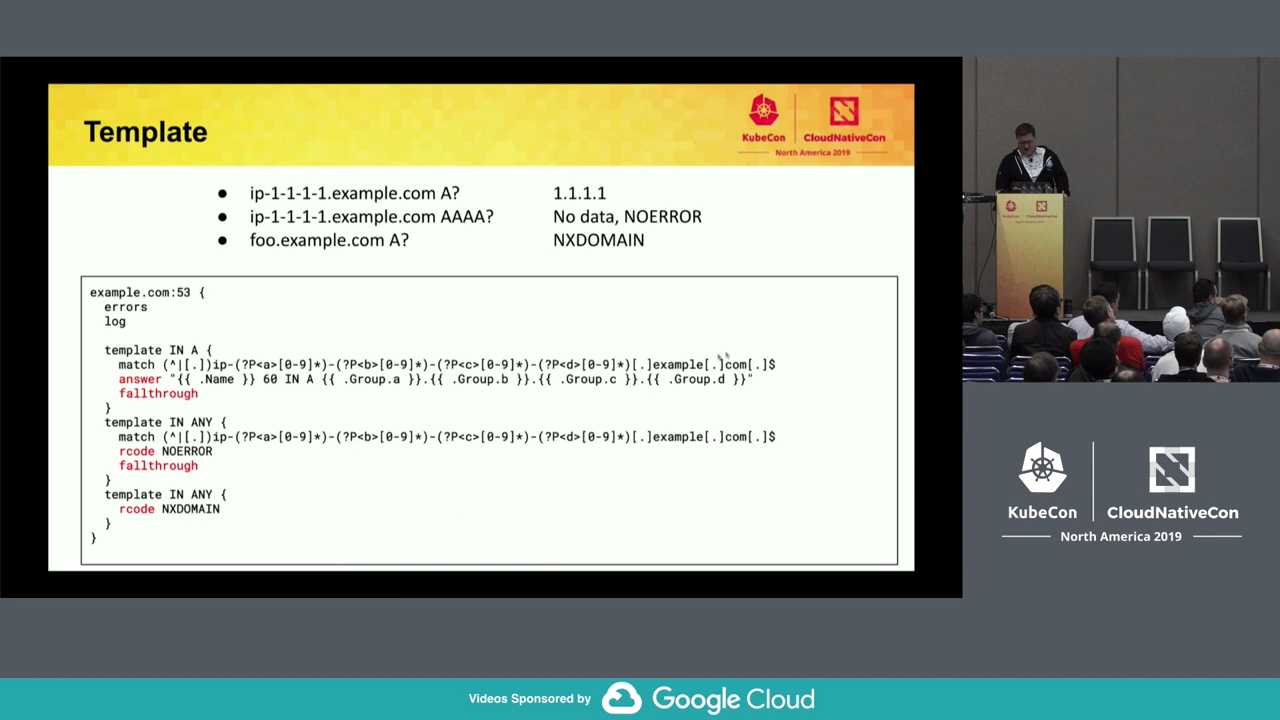 Template
KubeCon
CloudNativeCon
North America 2019
● ip-1-1-1-1.example.com A? 1.1.1.1
● ip-1-1-1-1.example.com AAAA? No data, NOERROR
● foo.example.com A? NXDOMAIN
example.com:53 {
errors
log
template IN A {
match (^|[.])ip-(?P<a>[0-9]*)-(?P<b>[0-9]*)-(?P<c>[0-9]*)-(?P<d>[0-9]*)[.]example[.]com[.]$
answer "{{ .Name }} 60 IN A {{ .Group.a }}.{{ .Group.b }}.{{ .Group.c }}.{{ .Group.d }}"
fallthrough
}
template IN ANY {
match (^|[.])ip-(?P<a>[0-9]*)-(?P<b>[0-9]*)-(?P<c>[0-9]*)-(?P<d>[0-9]*)[.]example[.]com[.]$
rcode NOERROR
fallthrough
}
template IN ANY {
rcode NXDOMAIN
}
}
KubeCon
CloudNativeCon
KubeCon
CloudNativeCon
North America 2019
Videos Sponsored by Google Cloud